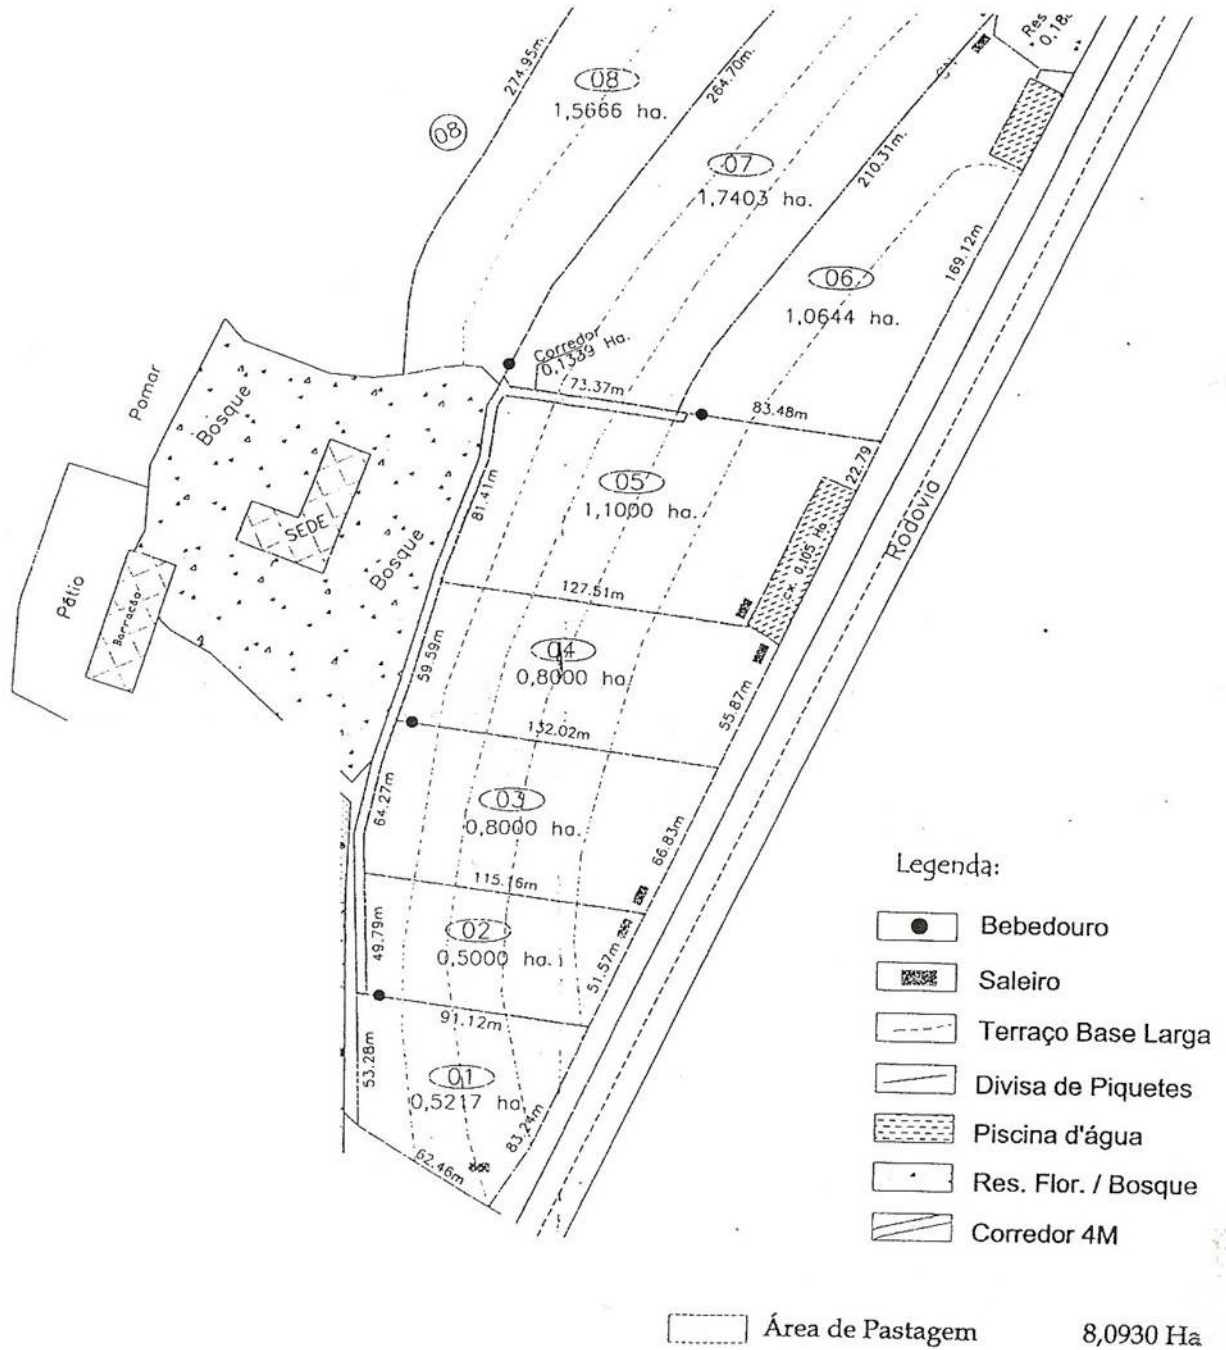 274.95m.
08
1,5666 ha.
08
264.70m.
07
1,7403 ha.
210.31m.
06
1,0644 ha.
169.12m
Res
Corredor
0,1339 Ha.
73.37m
83.48m
22.79
Pomar
Bosque
SEDE
Bosque
Pátio
Barracão
81.41m
05
1,1000 ha.
cx. 0,105 Ha
Rodovia
127.51m
59.59m
04
0,8000 ha
55.87m
132.02m
64.27m
03
0,8000 ha.
66.83m
115.16m
49.79m
02
0,5000 ha.
51.57m
91.12m
53.28m
01
0,5217 ha
83.24m
62.46m
Legenda:
Bebedouro
Saleiro
Terraço Base Larga
Divisa de Piquetes
Piscina d'água
Res. Flor. / Bosque
Corredor 4M
Área de Pastagem 8,0930 Ha